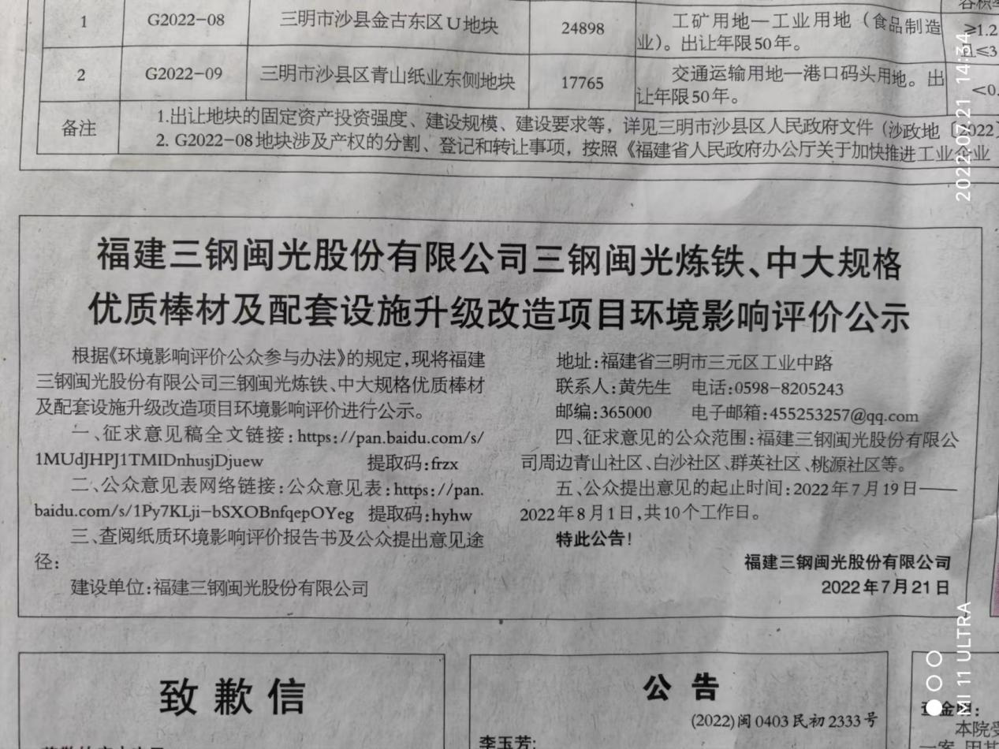 容积率
1 G2022-08 三明市沙县金古东区U地块 24898 工矿用地—工业用地（食品制造 ≥1.2
业）。出让年限50年。 且≤3
2 G2022-09 三明市沙县区青山纸业东侧地块 17765 交通运输用地—港口码头用地。出
让年限50年。 <0.
备注 1.出让地块的固定资产投资强度、建设规模、建设要求等，详见三明市沙县区人民政府文件（沙政地〔2022〕
2. G2022-08地块涉及产权的分割、登记和转让事项，按照《福建省人民政府办公厅关于加快推进工业企业
福建三钢闽光股份有限公司三钢闽光炼铁、中大规格
优质棒材及配套设施升级改造项目环境影响评价公示
根据《环境影响评价公众参与办法》的规定,现将福建
三钢闽光股份有限公司三钢闽光炼铁、中大规格优质棒材
及配套设施升级改造项目环境影响评价进行公示。
一、征求意见稿全文链接:https://pan.baidu.com/s/
1MUdJHPJ1TMIDnhusjDjuew 提取码:frzx
二、公众意见表网络链接:公众意见表:https://pan.
baidu.com/s/1Py7KLji-bSXOBnfqepOYeg 提取码:hyhw
三、查阅纸质环境影响评价报告书及公众提出意见途
径:
建设单位:福建三钢闽光股份有限公司
地址:福建省三明市三元区工业中路
联系人:黄先生 电话:0598-8205243
邮编:365000 电子邮箱:455253257@qq.com
四、征求意见的公众范围:福建三钢闽光股份有限公
司周边青山社区、白沙社区、群英社区、桃源社区等。
五、公众提出意见的起止时间:2022年7月19日——
2022年8月1日,共10个工作日。
特此公告!
福建三钢闽光股份有限公司
2022年7月21日
致歉信
公告
(2022)闽0403民初2333号
李玉芳:
本院受
2022.07.21 14:34
MI 11 ULTRA